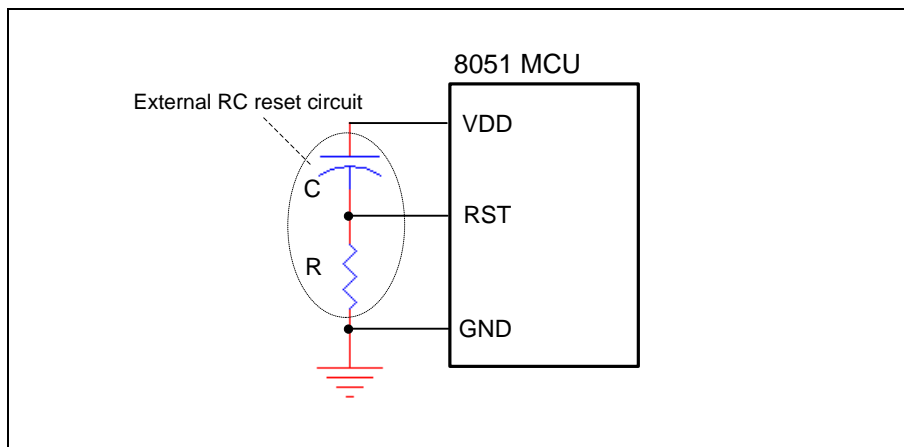 8051 MCU
External RC reset circuit
VDD
C
RST
R
GND